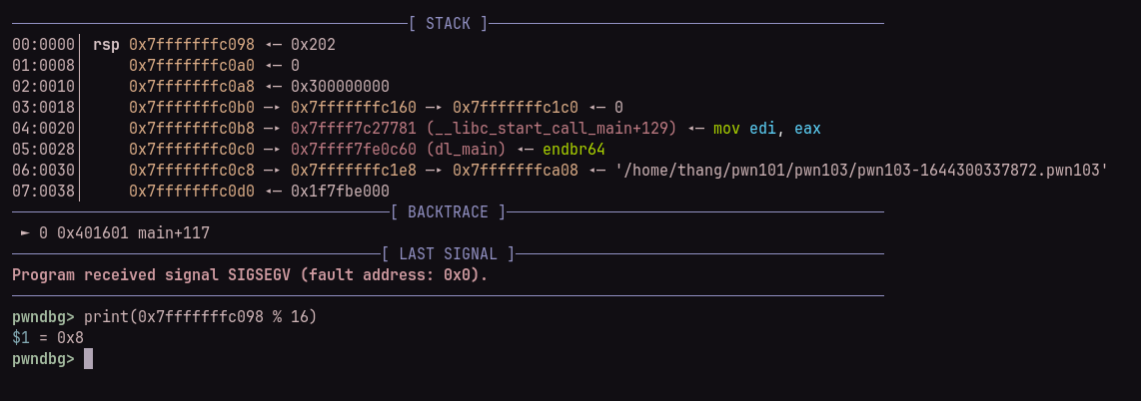 [ STACK ]
00:0000│ rsp 0x7fffffffc098 ◂— 0x202
01:0008│ 0x7fffffffc0a0 ◂— 0
02:0010│ 0x7fffffffc0a8 ◂— 0x300000000
03:0018│ 0x7fffffffc0b0 —▸ 0x7fffffffc160 —▸ 0x7fffffffc1c0 ◂— 0
04:0020│ 0x7fffffffc0b8 —▸ 0x7ffff7c27781 (__libc_start_call_main+129) ◂— mov edi, eax
05:0028│ 0x7fffffffc0c0 —▸ 0x7ffff7fe0c60 (dl_main) ◂— endbr64
06:0030│ 0x7fffffffc0c8 —▸ 0x7fffffffc1e8 —▸ 0x7fffffffca08 ◂— '/home/thang/pwn101/pwn103/pwn103-1644300337872.pwn103'
07:0038│ 0x7fffffffc0d0 ◂— 0x1f7fbe000
[ BACKTRACE ]
► 0 0x401601 main+117
[ LAST SIGNAL ]
Program received signal SIGSEGV (fault address: 0x0).
pwndbg> print(0x7fffffffc098 % 16)
$1 = 0x8
pwndbg>